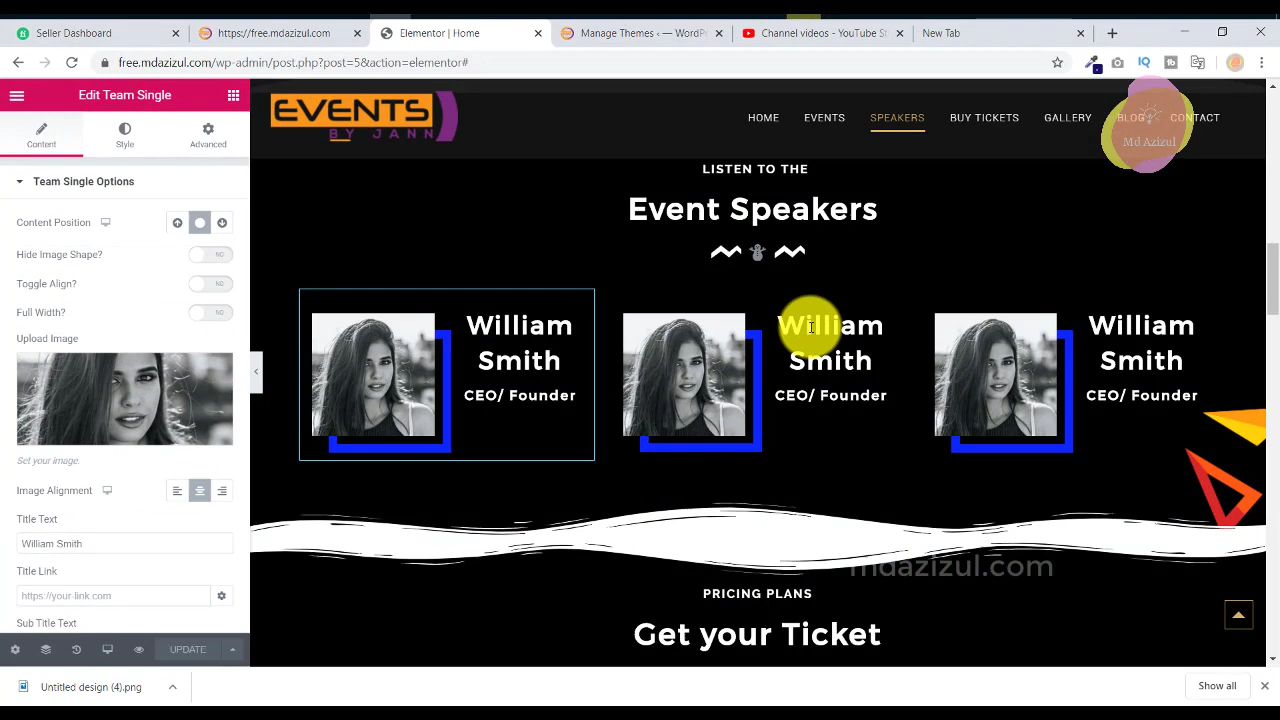 Seller Dashboard
https://free.mdazizul.com/
Elementor | Home
Manage Themes ‹ — WordPr
Channel videos - YouTube St
New Tab
free.mdazizul.com/wp-admin/post.php?post=5&action=elementor#
IQ
Edit Team Single
Content
Style
Advanced
Team Single Options
Content Position
Hide Image Shape?
NO
Toggle Align?
NO
Full Width?
NO
Upload Image
Set your image.
Image Alignment
Title Text
William Smith
Title Link
https://your-link.com
Sub Title Text
UPDATE
EVENTS
BY JANN
HOME
EVENTS
SPEAKERS
BUY TICKETS
GALLERY
BLOG
CONTACT
Md Azizul
LISTEN TO THE
Event Speakers
William
Smith
CEO/ Founder
William
Smith
CEO/ Founder
William
Smith
CEO/ Founder
mdazizul.com
PRICING PLANS
Get your Ticket
Untitled design (4).png
Show all